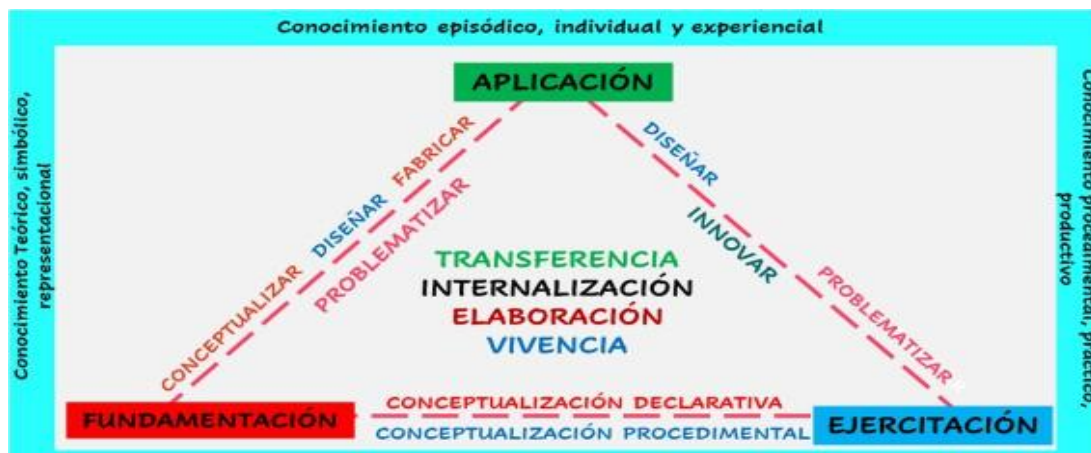 Conocimiento episódico, individual y experiencial
APLICACIÓN
Conocimiento Teórico, simbólico,
representacional
CONCEPTUALIZAR DISEÑAR FABRICAR
PROBLEMATIZAR
DISEÑAR
INNOVAR
PROBLEMATIZAR
TRANSFERENCIA
INTERNALIZACIÓN
ELABORACIÓN
VIVENCIA
Conocimiento procedimental, práctico,
productivo
FUNDAMENTACIÓN
CONCEPTUALIZACIÓN DECLARATIVA
CONCEPTUALIZACIÓN PROCEDIMENTAL
EJERCITACIÓN